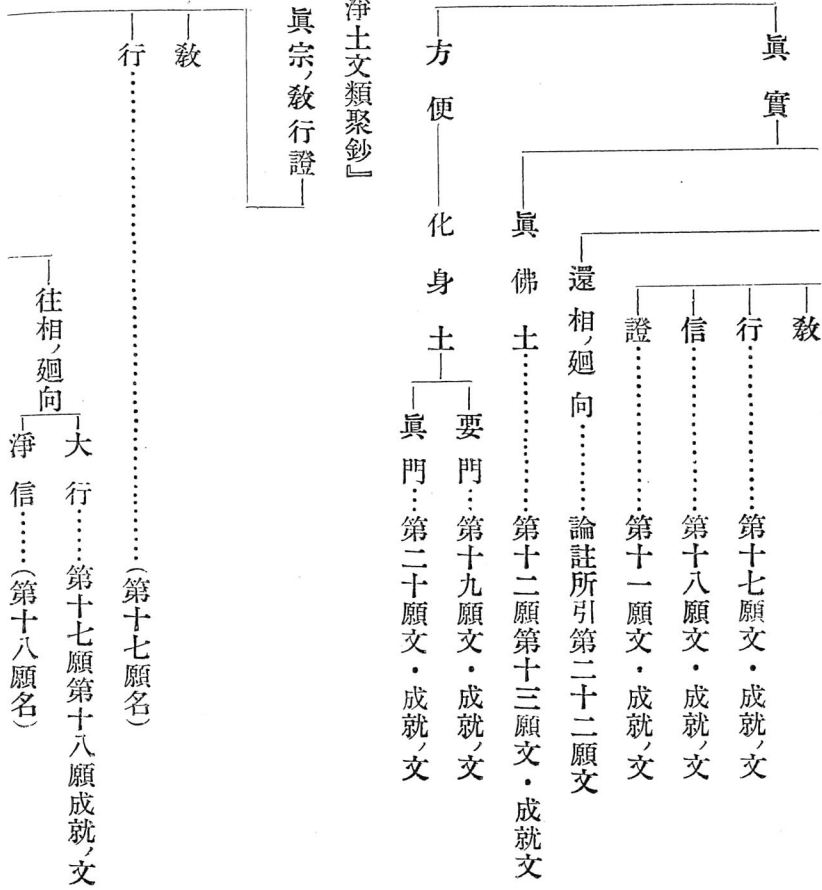 眞實
敎
行………第十七願文・成就ノ文
信………第十八願文・成就ノ文
證………第十一願文・成就ノ文
還相ノ廻向………論註所引第二十二願文
眞佛土………第十二願第十三願文・成就文
方便
化身土
要門…第十九願文・成就ノ文
眞門…第二十願文・成就ノ文
淨土文類聚鈔』
眞宗ノ敎行證
敎
行………(第十七願名)
往相ノ廻向
大行……第十七願第十八願成就ノ文
淨信……(第十八願名)